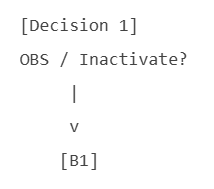 [Decision 1]
OBS / Inactivate?
|
v
[B1]